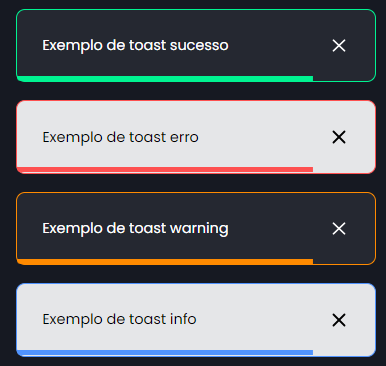 Exemplo de toast sucesso
Exemplo de toast erro
Exemplo de toast warning
Exemplo de toast info